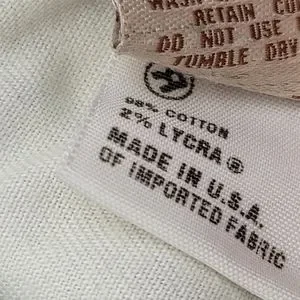 RETAIN
DO NOT USE
TUMBLE DRY
98% COTTON
2% LYCRA®
MADE IN U.S.A.
OF IMPORTED FABRIC